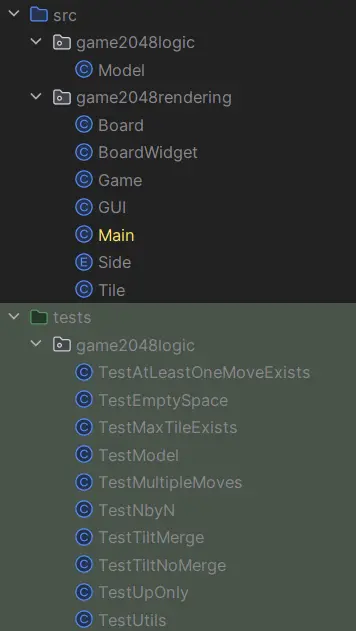 src
game2048logic
C Model
game2048rendering
C Board
C BoardWidget
C Game
C GUI
C Main
E Side
C Tile
tests
game2048logic
C TestAtLeastOneMoveExists
C TestEmptySpace
C TestMaxTileExists
C TestModel
C TestMultipleMoves
C TestNbyN
C TestTiltMerge
C TestTiltNoMerge
C TestUpOnly
C TestUtils